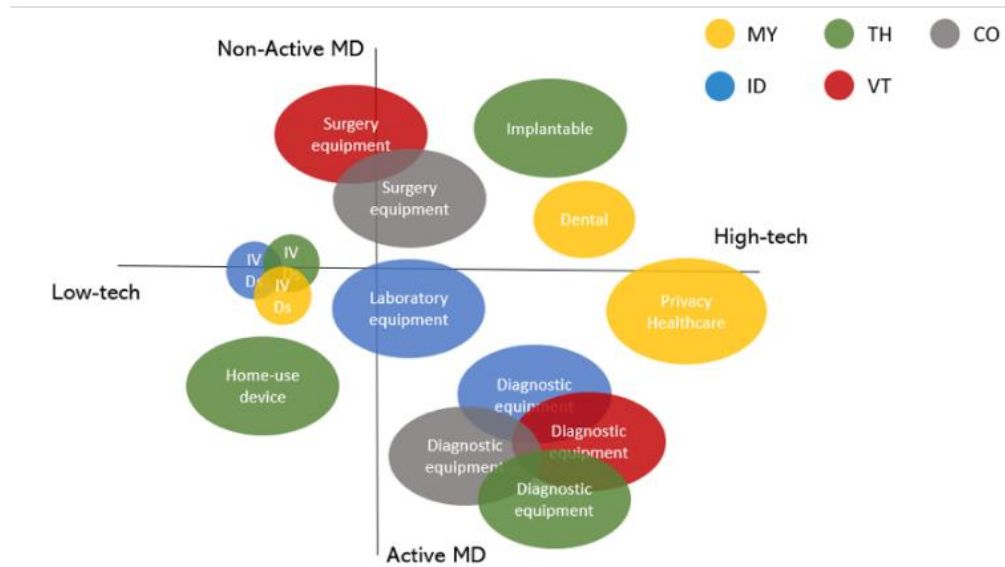 Non-Active MD
MY
TH
CO
ID
VT
Surgery
equipment
Implantable
Surgery
equipment
Dental
High-tech
IV
Ds
IV
Ds
IV
Ds
Low-tech
Laboratory
equipment
Privacy
Healthcare
Home-use
device
Diagnostic
equipment
Diagnostic
equipment
Diagnostic
equipment
Diagnostic
equipment
Active MD